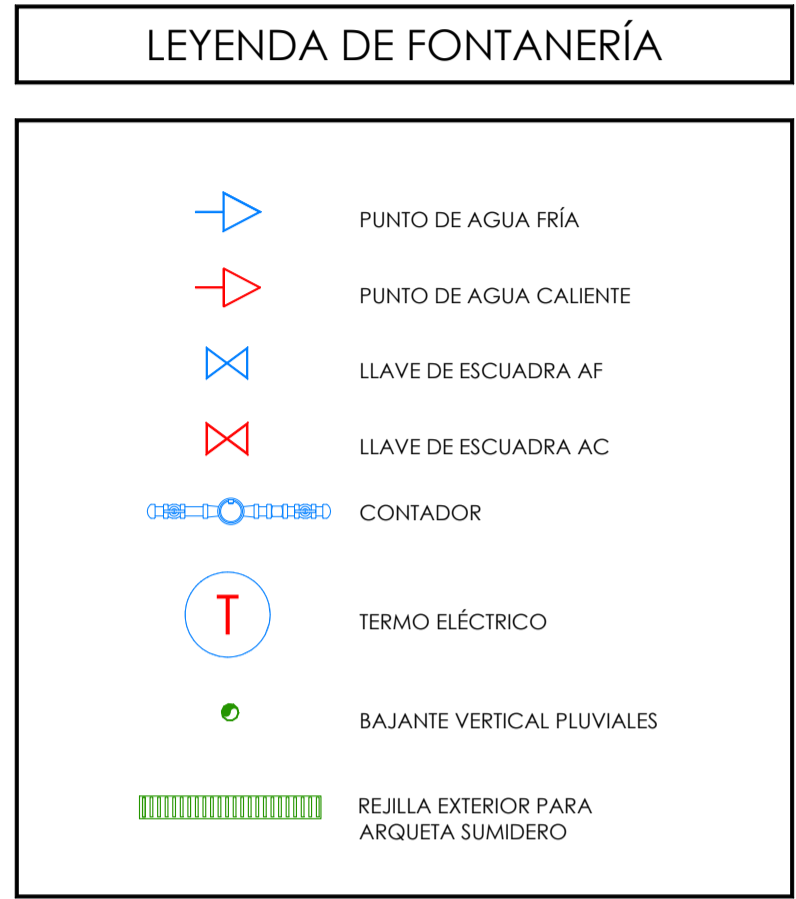 LEYENDA DE FONTANERÍA
PUNTO DE AGUA FRÍA
PUNTO DE AGUA CALIENTE
LLAVE DE ESCUADRA AF
LLAVE DE ESCUADRA AC
CONTADOR
T
TERMO ELÉCTRICO
BAJANTE VERTICAL PLUVIALES
REJILLA EXTERIOR PARA
ARQUETA SUMIDERO